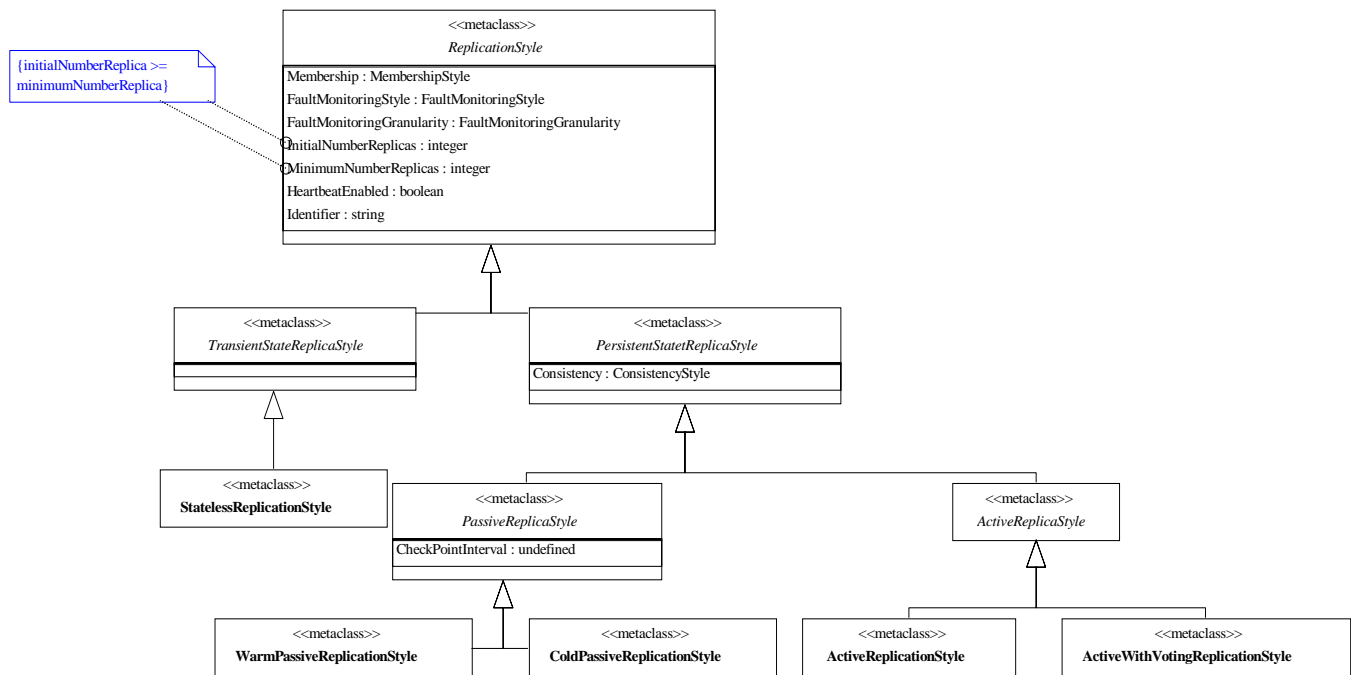 <<metaclass>>
ReplicationStyle
{initialNumberReplica >=
minimumNumberReplica}
Membership : MembershipStyle
FaultMonitoringStyle : FaultMonitoringStyle
FaultMonitoringGranularity : FaultMonitoringGranularity
InitialNumberReplicas : integer
MinimumNumberReplicas : integer
HeartbeatEnabled : boolean
Identifier : string
<<metaclass>>
TransientStateReplicaStyle
<<metaclass>>
PersistentStatetReplicaStyle
Consistency : ConsistencyStyle
<<metaclass>>
StatelessReplicationStyle
<<metaclass>>
PassiveReplicaStyle
CheckPointInterval : undefined
<<metaclass>>
ActiveReplicaStyle
<<metaclass>>
WarmPassiveReplicationStyle
<<metaclass>>
ColdPassiveReplicationStyle
<<metaclass>>
ActiveReplicationStyle
<<metaclass>>
ActiveWithVotingReplicationStyle